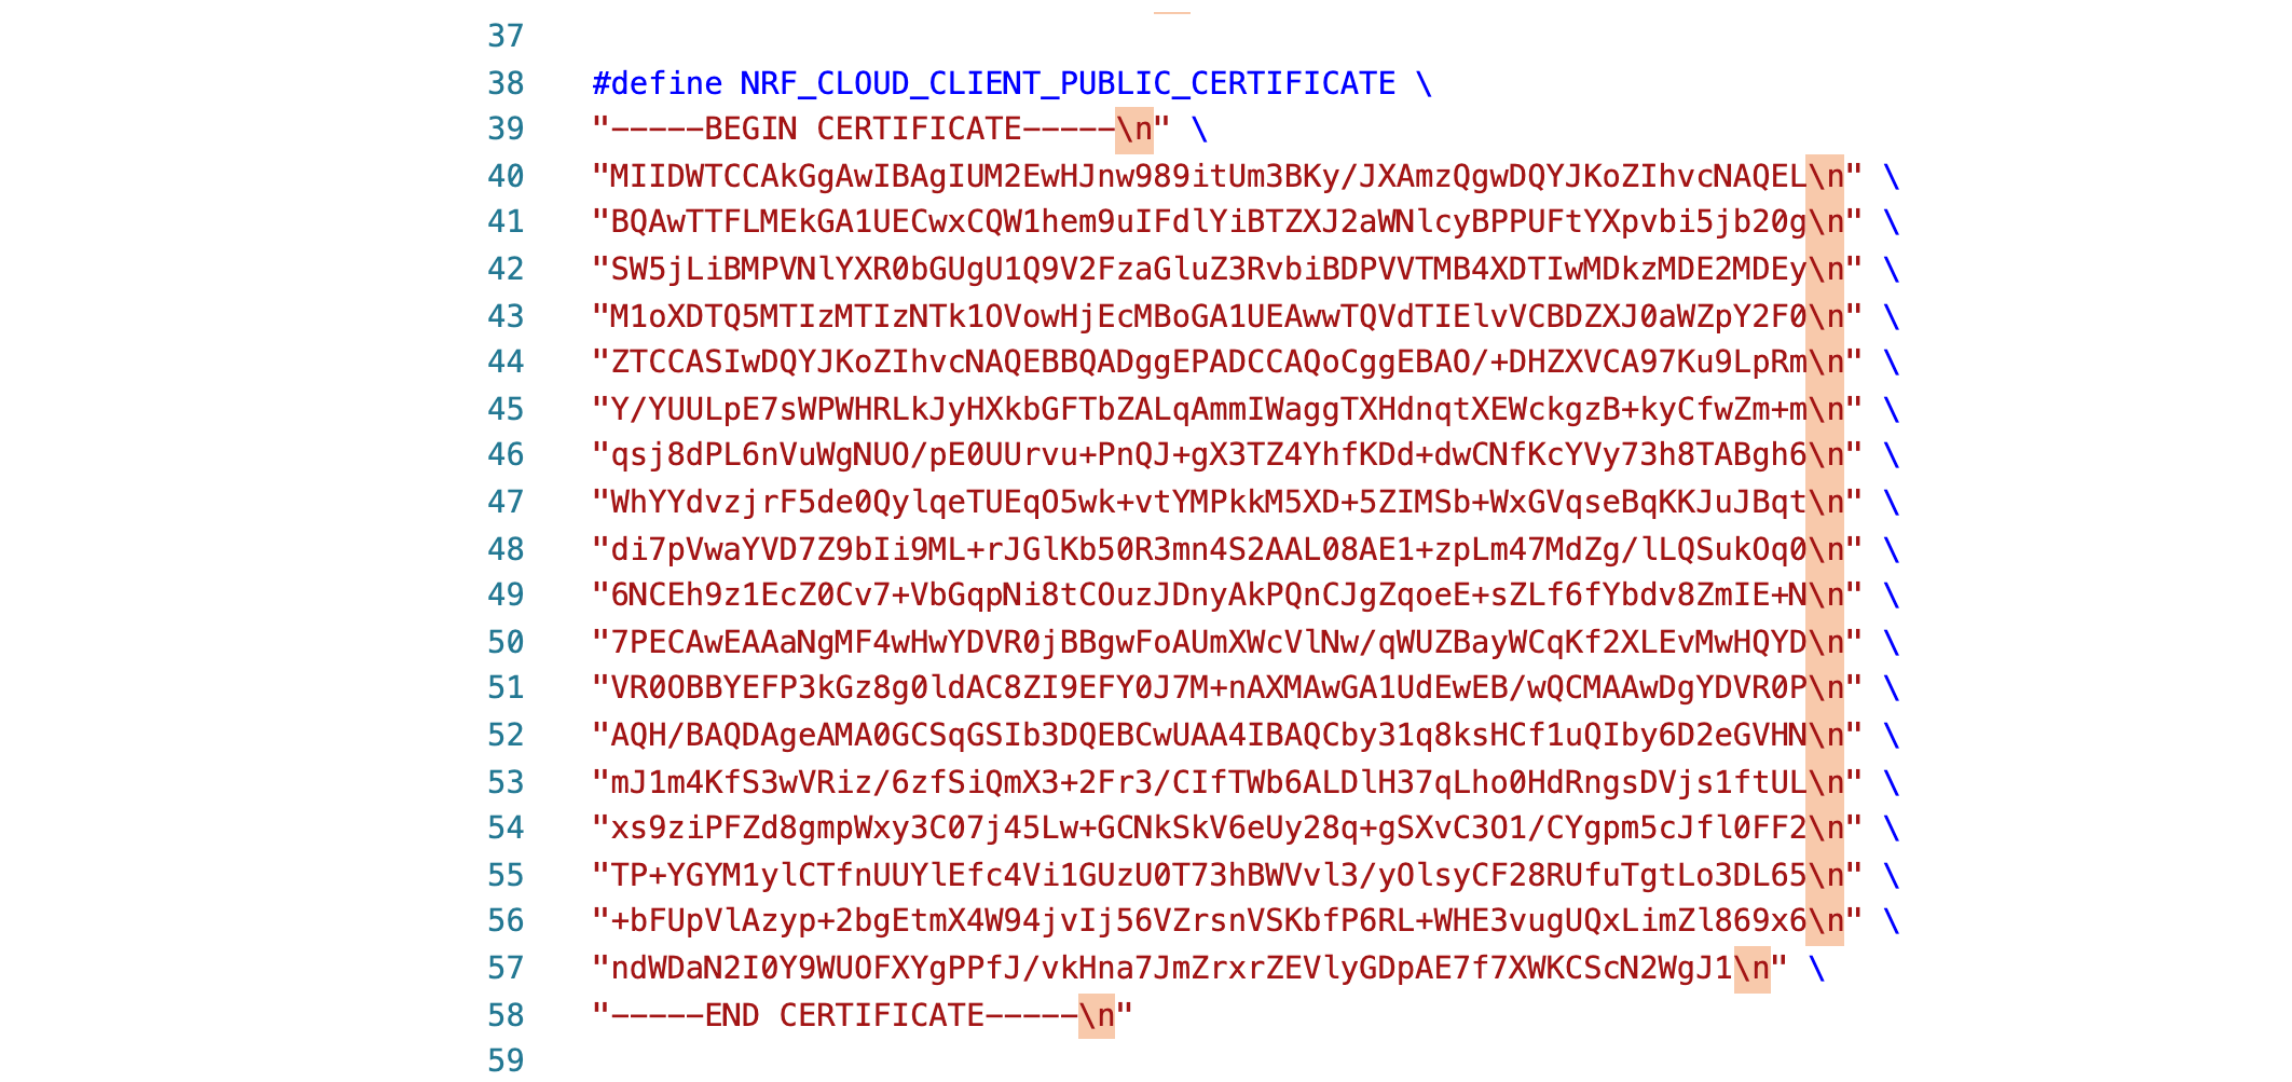 37
38 #define NRF_CLOUD_CLIENT_PUBLIC_CERTIFICATE \
39 "-----BEGIN CERTIFICATE-----\n" \
40 "MIIDWTCCAkGgAwIBAgIUM2EwHJnw989itUm3BKy/JXAmzQgwDQYJKoZIhvcNAQEL\n" \
41 "BQAwTTFLMEkGA1UECwxCQW1hem9uIFdlYiBTZXJ2aWNlcyBPPUFtYXpvbi5jb20g\n" \
42 "SW5jLiBMPVNlYXR0bGUgU1Q9V2FzaGluZ3RvbiBDPVVTMB4XDTIwMDkzMDE2MDEy\n" \
43 "M1oXDTQ5MTIzMTIzNTk1OVowHjEcMBoGA1UEAwwTQVdTIElvVCBDZXJ0aWZpY2F0\n" \
44 "ZTCCASIwDQYJKoZIhvcNAQEBBQADggEPADCCAQoCggEBAO/+DHZXVCA97Ku9LpRm\n" \
45 "Y/YUULpE7sWPWHRLkJyHXkbGFTbZALqAmmIWaggTXHdnqtXEWckgzB+kyCfwZm+m\n" \
46 "qsj8dPL6nVuWgNUO/pE0UUrvu+PnQJ+gX3TZ4YhfKDd+dwCNfKcYVy73h8TABgh6\n" \
47 "WhYYdvzjrF5de0QylqeTUEqO5wk+vtYMPkkM5XD+5ZIMSb+WxGVqseBqKKJuJBqt\n" \
48 "di7pVwaYVD7Z9bIi9ML+rJGlKb50R3mn4S2AAL08AE1+zpLm47MdZg/lLQSukOq0\n" \
49 "6NCEh9z1EcZ0Cv7+VbGqpNi8tCOuzJDnyAkPQnCJgZqoeE+sZLf6fYbdv8ZmIE+N\n" \
50 "7PECAwEAAaNgMF4wHwYDVR0jBBgwFoAUmXWcVlNw/qWUZBayWCqKf2XLEvMwHQYD\n" \
51 "VR0OBBYEFP3kGz8g0ldAC8ZI9EFY0J7M+nAXMAwGA1UdEwEB/wQCMAAwDgYDVR0P\n" \
52 "AQH/BAQDAgeAMA0GCSqGSIb3DQEBCwUAA4IBAQCby31q8ksHCf1uQIby6D2eGVHN\n" \
53 "mJ1m4KfS3wVRiz/6zfSiQmX3+2Fr3/CIfTWb6ALDlH37qLho0HdRngsDVjs1ftUL\n" \
54 "xs9ziPFZd8gmpWxy3C07j45Lw+GCNkSkV6eUy28q+gSXvC3O1/CYgpm5cJfl0FF2\n" \
55 "TP+YGYM1ylCTfnUUYlEfc4Vi1GUzU0T73hBWVvl3/yOlsyCF28RUfuTgtLo3DL65\n" \
56 "+bFUpVlAzyp+2bgEtmX4W94jvIj56VZrsnVSKbfP6RL+WHE3vugUQxLimZl869x6\n" \
57 "ndWDaN2I0Y9WUOFXYgPPfJ/vkHna7JmZrxrZEVlyGDpAE7f7XWKCScN2WgJ1\n" \
58 "-----END CERTIFICATE-----\n"
59